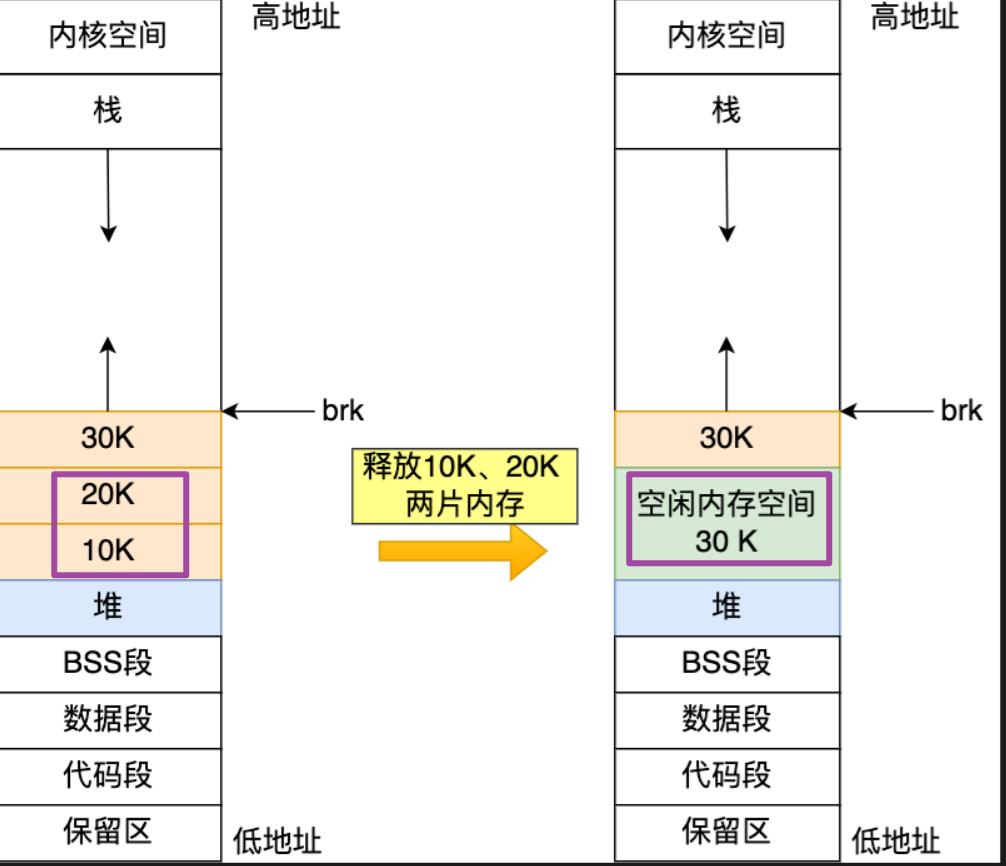 高地址
内核空间
栈
brk
30K
20K
10K
堆
BSS段
数据段
代码段
保留区
低地址
释放10K、20K
两片内存
高地址
内核空间
栈
brk
30K
空闲内存空间
30 K
堆
BSS段
数据段
代码段
保留区
低地址